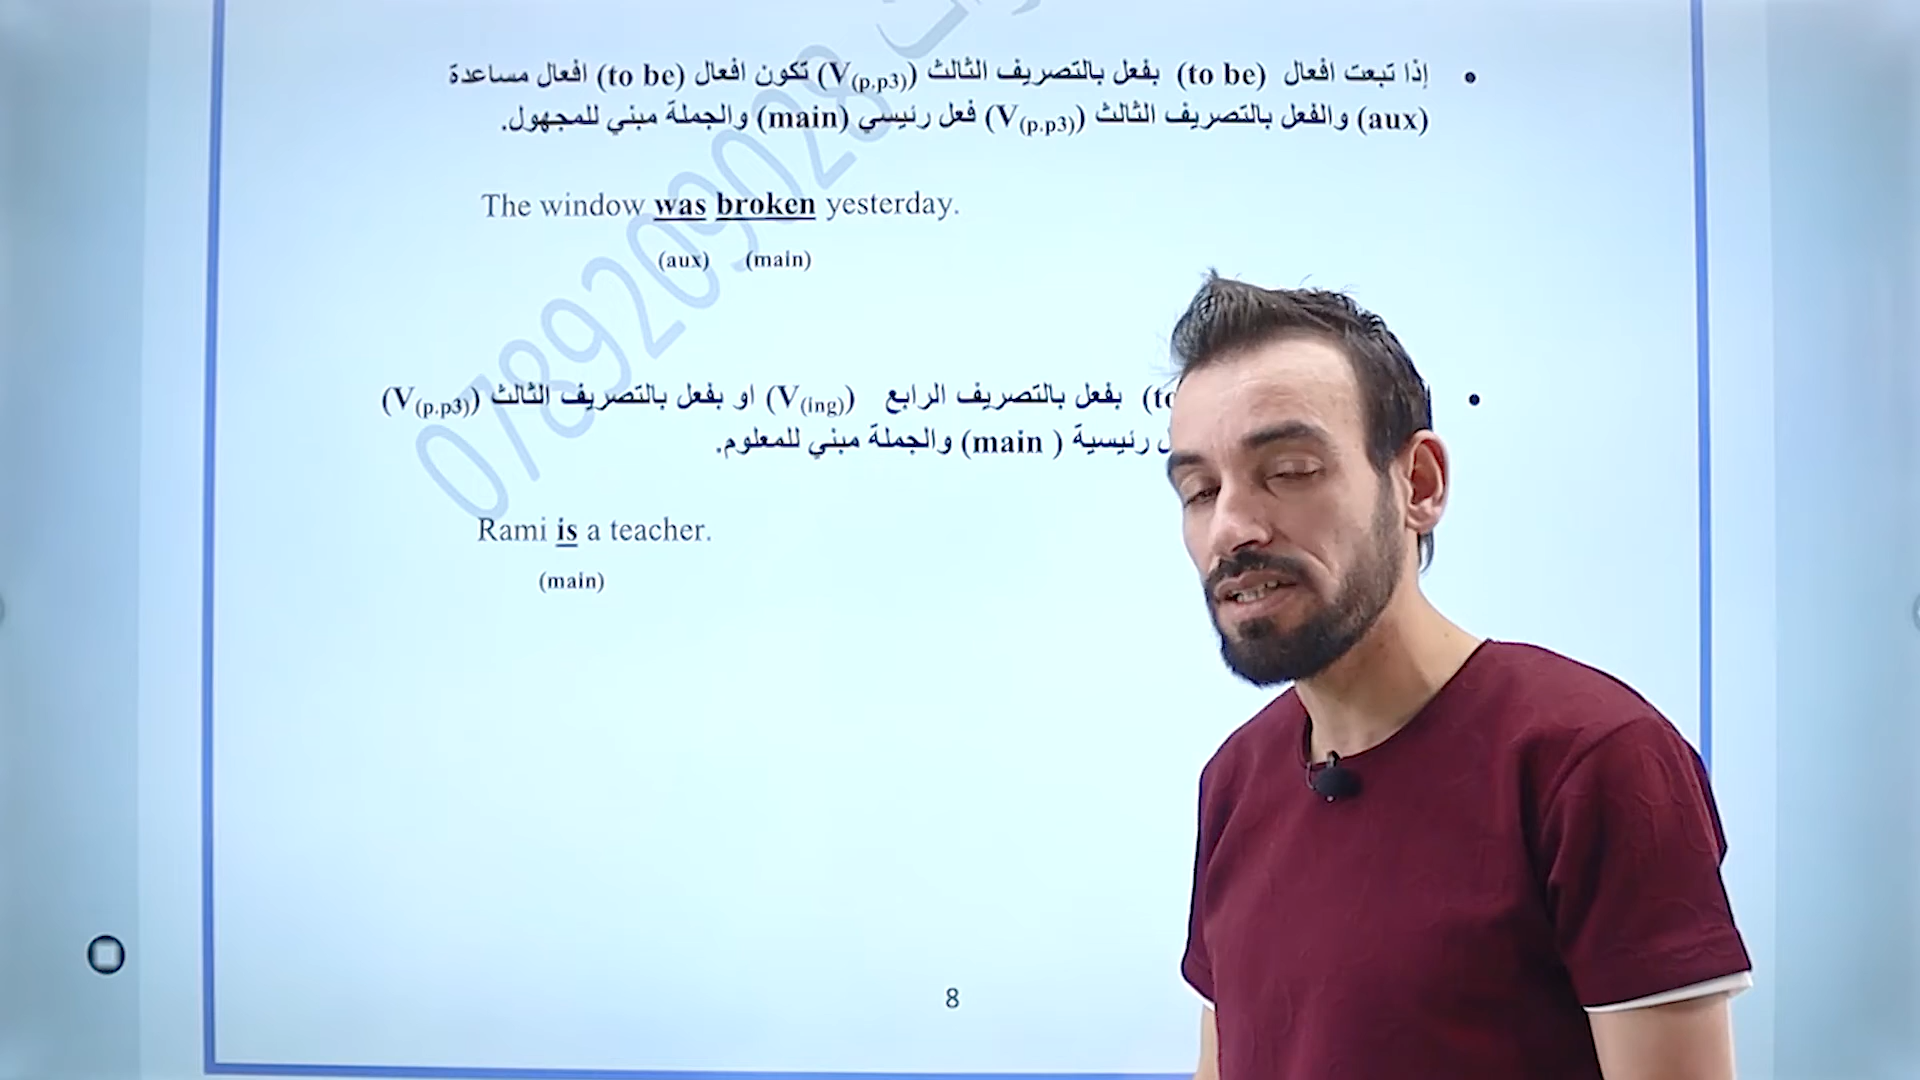 إذا تبعت افعال (to be) بفعل بالتصريف الثالث (V(p.p3)) تكون افعال (to be) افعال مساعدة
(aux) والفعل بالتصريف الثالث (V(p.p3)) فعل رئيسي (main) والجملة مبني للمجهول.
The window was broken yesterday.
(aux) (main)
بفعل بالتصريف الرابع (V(ing)) او بفعل بالتصريف الثالث (V(p.p3))
رئيسية (main ) والجملة مبني للمعلوم.
Rami is a teacher.
(main)
8
0789209028